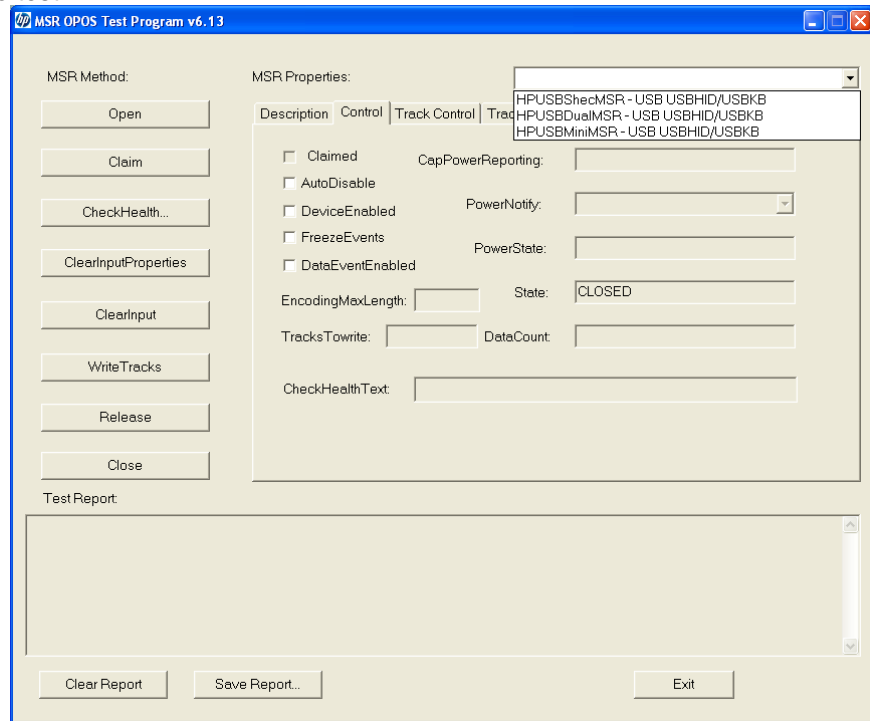 MSR OPOS Test Program v6.13
MSR Method:
MSR Properties:
HPUSBShecMSR - USB USBHID/USBKB
HPUSBDualMSR - USB USBHID/USBKB
HPUSBMiniMSR - USB USBHID/USBKB
Open
Claim
CheckHealth...
ClearInputProperties
ClearInput
WriteTracks
Release
Close
Description Control Track Control
Claimed
AutoDisable
DeviceEnabled
FreezeEvents
DataEventEnabled
CapPowerReporting:
PowerNotify:
PowerState:
EncodingMaxLength:
State: CLOSED
TracksTowrite:
DataCount:
CheckHealthText:
Test Report:
Clear Report
Save Report...
Exit